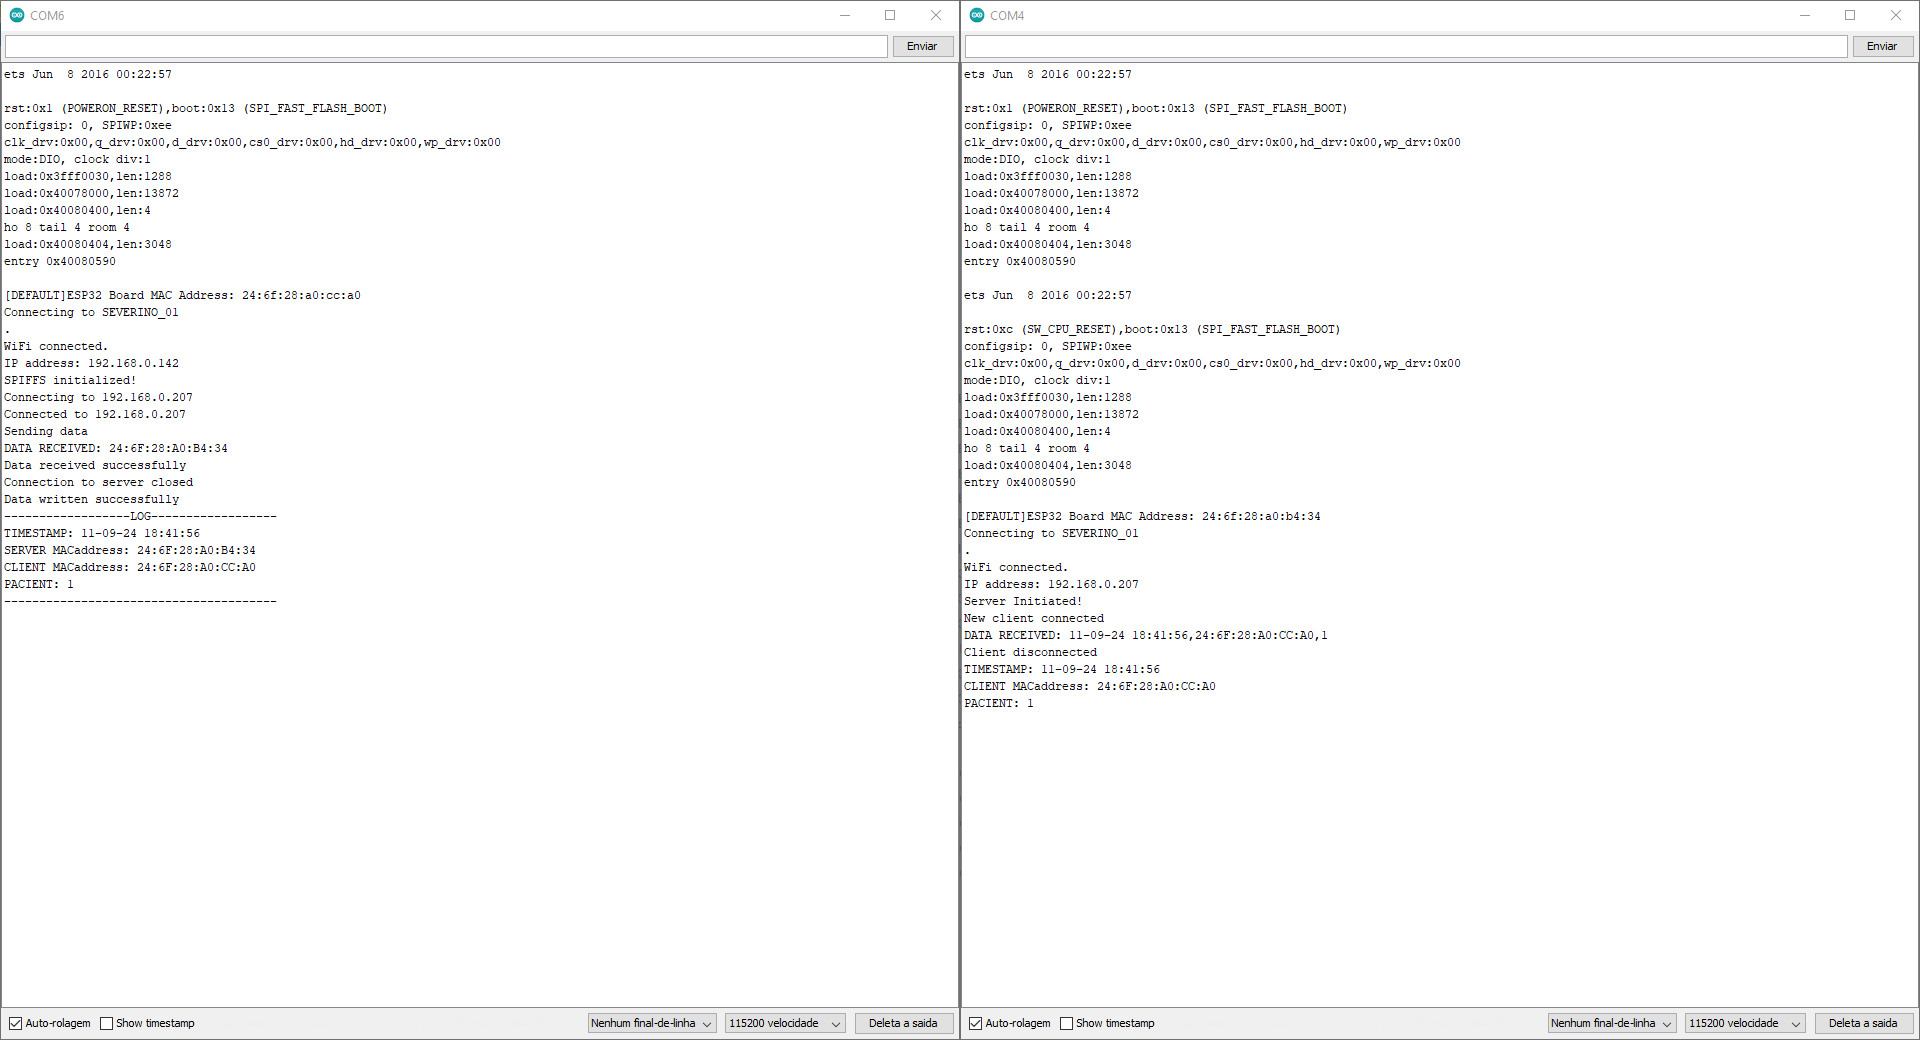 COM6
Enviar
ets Jun  8 2016 00:22:57
rst:0x1 (POWERON_RESET),boot:0x13 (SPI_FAST_FLASH_BOOT)
configsip: 0, SPIWP:0xee
clk_drv:0x00,q_drv:0x00,d_drv:0x00,cs0_drv:0x00,hd_drv:0x00,wp_drv:0x00
mode:DIO, clock div:1
load:0x3fff0030,len:1288
load:0x40078000,len:13872
load:0x40080400,len:4
ho 8 tail 4 room 4
load:0x40080404,len:3048
entry 0x40080590
[DEFAULT]ESP32 Board MAC Address: 24:6f:28:a0:cc:a0
Connecting to SEVERINO_01
.
WiFi connected.
IP address: 192.168.0.142
SPIFFS initialized!
Connecting to 192.168.0.207
Connected to 192.168.0.207
Sending data
DATA RECEIVED: 24:6F:28:A0:B4:34
Data received successfully
Connection to server closed
Data written successfully
------------------LOG------------------
TIMESTAMP: 11-09-24 18:41:56
SERVER MACaddress: 24:6F:28:A0:B4:34
CLIENT MACaddress: 24:6F:28:A0:CC:A0
PACIENT: 1
---------------------------------------
Auto-rolagem
Show timestamp
Nenhum final-de-linha
115200 velocidade
Deleta a saida
COM4
Enviar
ets Jun  8 2016 00:22:57
rst:0x1 (POWERON_RESET),boot:0x13 (SPI_FAST_FLASH_BOOT)
configsip: 0, SPIWP:0xee
clk_drv:0x00,q_drv:0x00,d_drv:0x00,cs0_drv:0x00,hd_drv:0x00,wp_drv:0x00
mode:DIO, clock div:1
load:0x3fff0030,len:1288
load:0x40078000,len:13872
load:0x40080400,len:4
ho 8 tail 4 room 4
load:0x40080404,len:3048
entry 0x40080590
ets Jun  8 2016 00:22:57
rst:0xc (SW_CPU_RESET),boot:0x13 (SPI_FAST_FLASH_BOOT)
configsip: 0, SPIWP:0xee
clk_drv:0x00,q_drv:0x00,d_drv:0x00,cs0_drv:0x00,hd_drv:0x00,wp_drv:0x00
mode:DIO, clock div:1
load:0x3fff0030,len:1288
load:0x40078000,len:13872
load:0x40080400,len:4
ho 8 tail 4 room 4
load:0x40080404,len:3048
entry 0x40080590
[DEFAULT]ESP32 Board MAC Address: 24:6f:28:a0:b4:34
Connecting to SEVERINO_01
.
WiFi connected.
IP address: 192.168.0.207
Server Initiated!
New client connected
DATA RECEIVED: 11-09-24 18:41:56,24:6F:28:A0:CC:A0,1
Client disconnected
TIMESTAMP: 11-09-24 18:41:56
CLIENT MACaddress: 24:6F:28:A0:CC:A0
PACIENT: 1
Auto-rolagem
Show timestamp
Nenhum final-de-linha
115200 velocidade
Deleta a saida